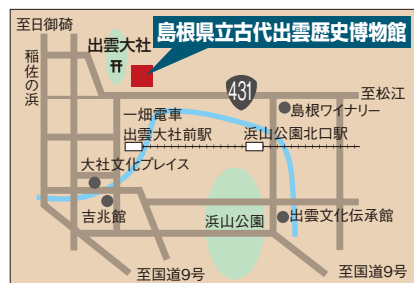 至日御碕
出雲大社
島根県立古代出雲歴史博物館
稲佐の浜
431
至松江
一畑電車
出雲大社前駅
島根ワイナリー
浜山公園北口駅
大社文化プレイス
吉兆館
浜山公園
出雲文化伝承館
至国道9号
至国道9号